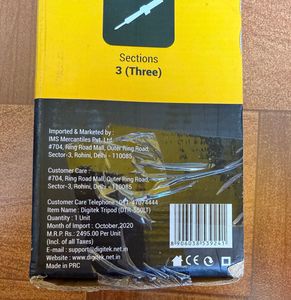 Sections
3 (Three)
Imported & Marketed by
IMS Mercantiles Pvt. Ltd.
#704, Ring Road Mall, Outer Ring Road,
Sector-3, Rohini, Delhi - 110085
Customer Care :
#704, Ring Road Mall, Outer Ring Road,
Sector-3, Rohini, Delhi - 110085
Customer Care Telephone : 011-47074444
Item Name : Digitek Tripod
Quantity : 1 Unit
Month of Import : October, 2020
M.R.P. Rs.: 2495.00 Per Unit
(Incl. of all Taxes)
E-mail : support@digitek.net.in
Website : www.digitek.net.in
Made in PRC